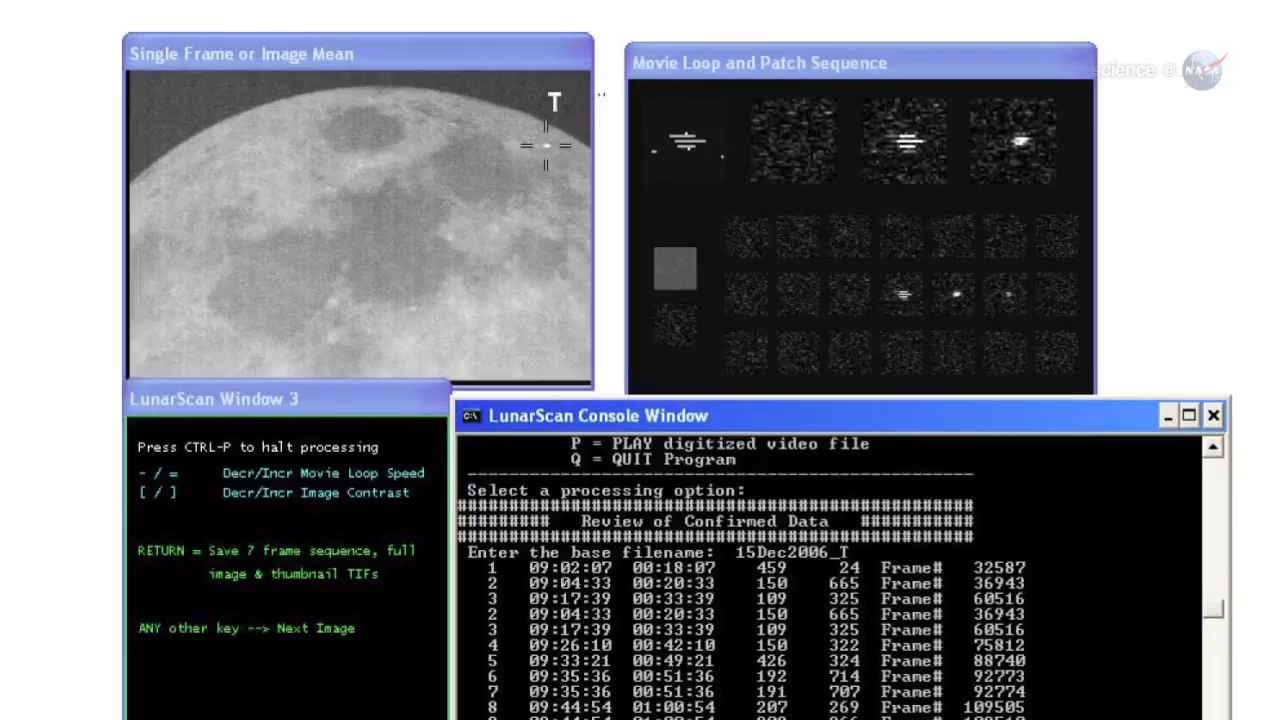 Single Frame or Image Mean
T
Movie Loop and Patch Sequence
science @ NASA
LunarScan Window 3
Press CTRL-P to halt processing
- / = Decr/Incr Movie Loop Speed
[ / ] Decr/Incr Image Contrast
RETURN = Save 7 frame sequence, full
image & thumbnail TIFs
ANY other key --> Next Image
LunarScan Console Window
P = PLAY digitized video file
Q = QUIT Program
Select a processing option:
######### Review of Confirmed Data ###########
Enter the base filename: 15Dec2006_T
1 09:02:07 00:18:07 459 24 Frame# 32587
2 09:04:33 00:20:33 150 665 Frame# 36943
3 09:17:39 00:33:39 109 325 Frame# 60516
2 09:04:33 00:20:33 150 665 Frame# 36943
3 09:17:39 00:33:39 109 325 Frame# 60516
4 09:26:10 00:42:10 150 322 Frame# 75812
5 09:33:21 00:49:21 426 324 Frame# 88740
6 09:35:36 00:51:36 192 714 Frame# 92773
7 09:35:36 00:51:36 191 707 Frame# 92774
8 09:44:54 01:00:54 207 269 Frame# 109505